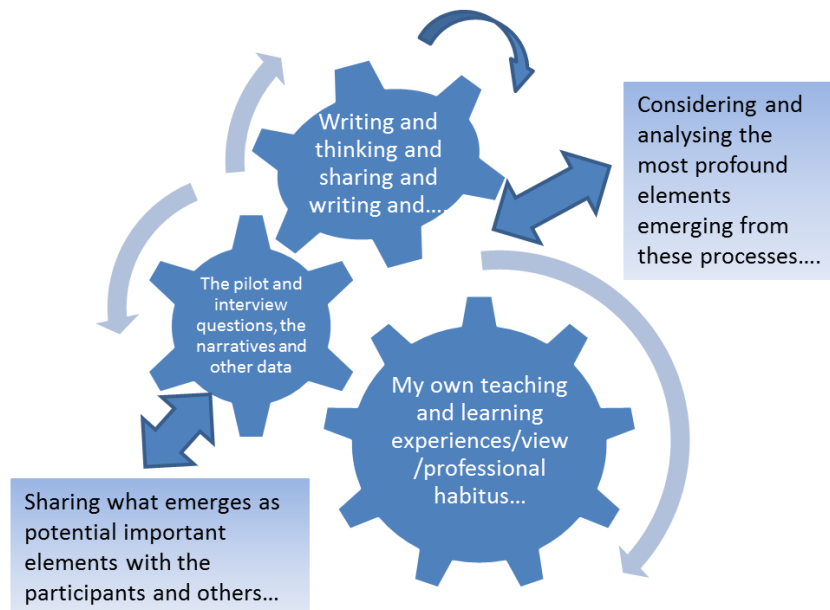 Writing and
thinking and
sharing and
writing and....
Considering and
analysing the
most profound
elements
emerging from
these processes....
The pilot and
interview
questions, the
narratives and
other data
My own teaching
and learning
experiences/view
/professional
habitus...
Sharing what emerges as
potential important
elements with the
participants and others...